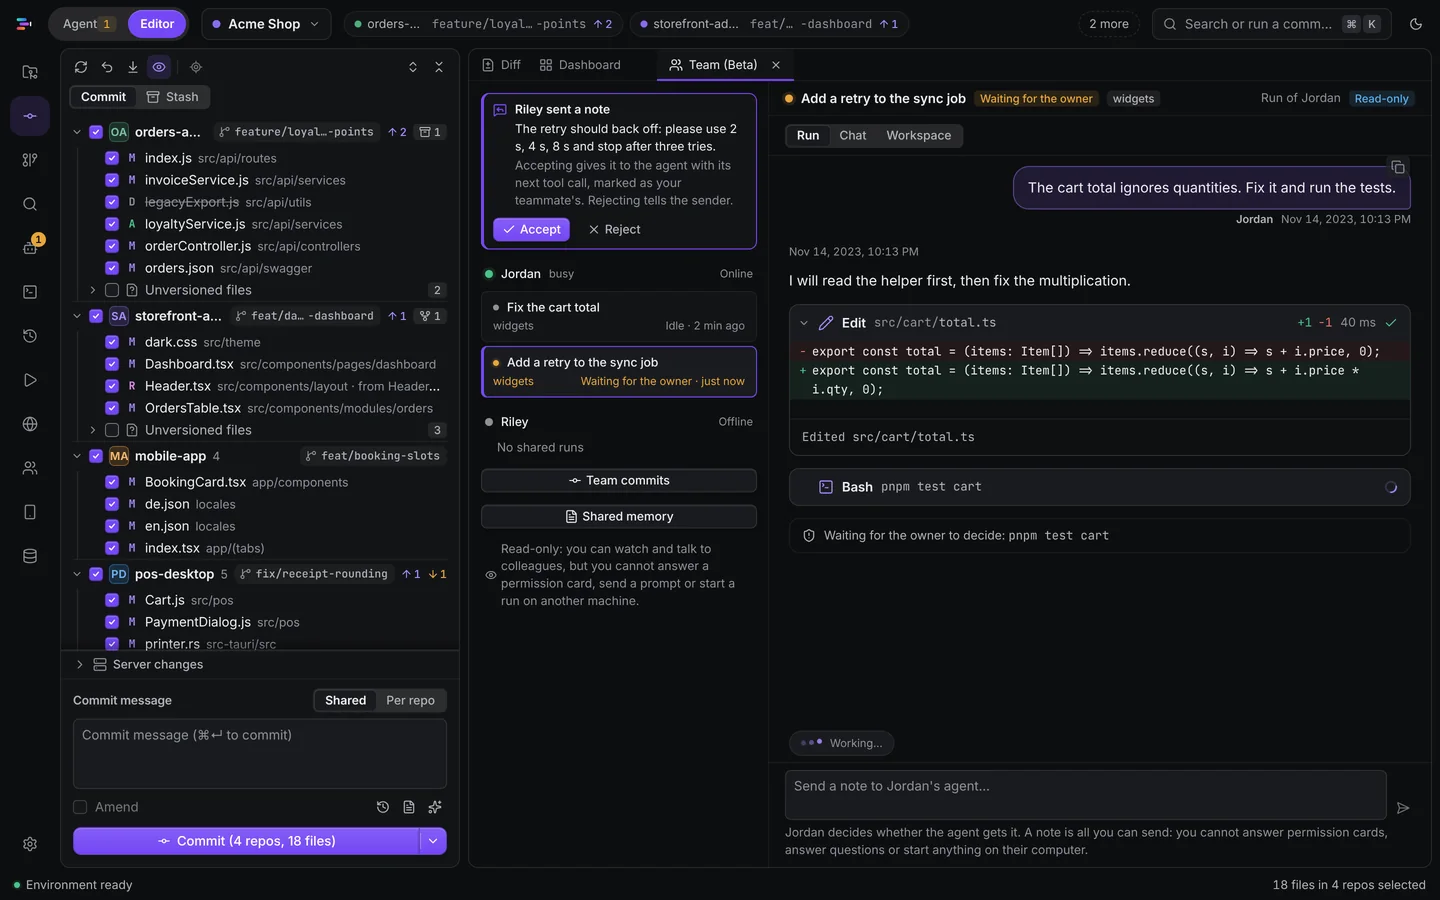 Agent 1 Editor
Acme Shop
orders-... feature/loyal...-points ↑2
storefront-ad... feat/... -dashboard ↑1
2 more
Search or run a comm... ⌘ K
Commit Stash
OA orders-a... feature/loyal...-points ↑2 1
M index.js src/api/routes
M invoiceService.js src/api/services
D legacyExport.js src/api/utils
A loyaltyService.js src/api/services
M orderController.js src/api/controllers
M orders.json src/api/swagger
Unversioned files 2
SA storefront-a... feat/da... -dashboard ↑1 1
M dark.css src/theme
M Dashboard.tsx src/components/pages/dashboard
R Header.tsx src/components/layout · from Header...
M OrdersTable.tsx src/components/modules/orders
Unversioned files 3
MA mobile-app 4 feat/booking-slots
M BookingCard.tsx app/components
M de.json locales
M en.json locales
M index.tsx app/(tabs)
PD pos-desktop 5 fix/receipt-rounding ↑1 ↓1
M Cart.js src/pos
M PaymentDialog.js src/pos
M printer.rs src-tauri/src
Server changes
Commit message Shared Per repo
Commit message (⌘↵ to commit)
Amend
Commit (4 repos, 18 files)
1
Diff Dashboard Team (Beta)
Riley sent a note
The retry should back off: please use 2
s, 4 s, 8 s and stop after three tries.
Accepting gives it to the agent with its
next tool call, marked as your
teammate's. Rejecting tells the sender.
Accept Reject
Jordan busy Online
Fix the cart total
widgets Idle · 2 min ago
Add a retry to the sync job
widgets Waiting for the owner · just now
Riley Offline
No shared runs
Team commits
Shared memory
Read-only: you can watch and talk to
colleagues, but you cannot answer a
permission card, send a prompt or start a
run on another machine.
Add a retry to the sync job Waiting for the owner widgets Run of Jordan Read-only
Run Chat Workspace
The cart total ignores quantities. Fix it and run the tests.
Jordan Nov 14, 2023, 10:13 PM
Nov 14, 2023, 10:13 PM
I will read the helper first, then fix the multiplication.
Edit src/cart/total.ts +1 -1 40 ms
- export const total = (items: Item[]) => items.reduce((s, i) => s + i.price, 0);
+ export const total = (items: Item[]) => items.reduce((s, i) => s + i.price *
i.qty, 0);
Edited src/cart/total.ts
Bash pnpm test cart
Waiting for the owner to decide: pnpm test cart
Working...
Send a note to Jordan's agent...
Jordan decides whether the agent gets it. A note is all you can send: you cannot answer permission cards,
answer questions or start anything on their computer.
Environment ready
18 files in 4 repos selected